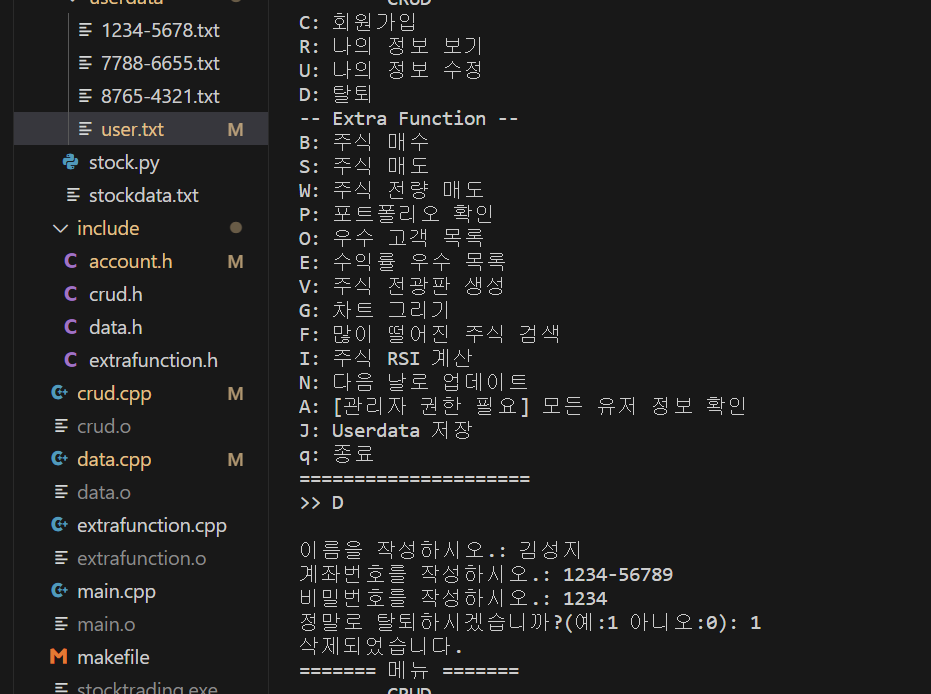 userdata
1234-5678.txt
7788-6655.txt
8765-4321.txt
user.txt M
stock.py
stockdata.txt
include
account.h M
crud.h
data.h
extrafunction.h
crud.cpp M
crud.o
data.cpp M
data.o
extrafunction.cpp
extrafunction.o
main.cpp
main.o
makefile
stocktrading.exe
CRUD
C: 회원가입
R: 나의 정보 보기
U: 나의 정보 수정
D: 탈퇴
-- Extra Function --
B: 주식 매수
S: 주식 매도
W: 주식 전량 매도
P: 포트폴리오 확인
O: 우수 고객 목록
E: 수익률 우수 목록
V: 주식 전광판 생성
G: 차트 그리기
F: 많이 떨어진 주식 검색
I: 주식 RSI 계산
N: 다음 날로 업데이트
A: [관리자 권한 필요] 모든 유저 정보 확인
J: Userdata 저장
q: 종료
=====================
>> D
이름을 작성하시오.: 김성지
계좌번호를 작성하시오.: 1234-56789
비밀번호를 작성하시오.: 1234
정말로 탈퇴하시겠습니까?(예:1 아니오:0): 1
삭제되었습니다.
======= 메뉴 =======
CRUD